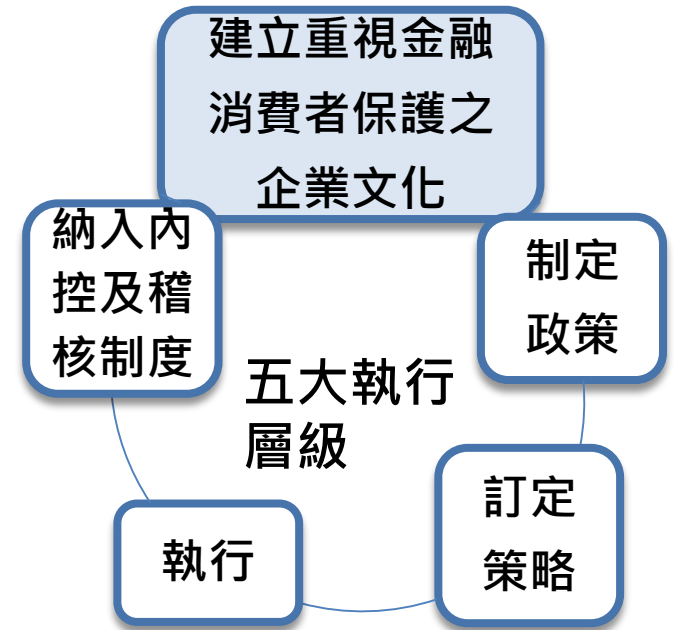 建立重視金融
消費者保護之
企業文化
制定
政策
訂定
策略
執行
納入內
控及稽
核制度
五大執行
層級